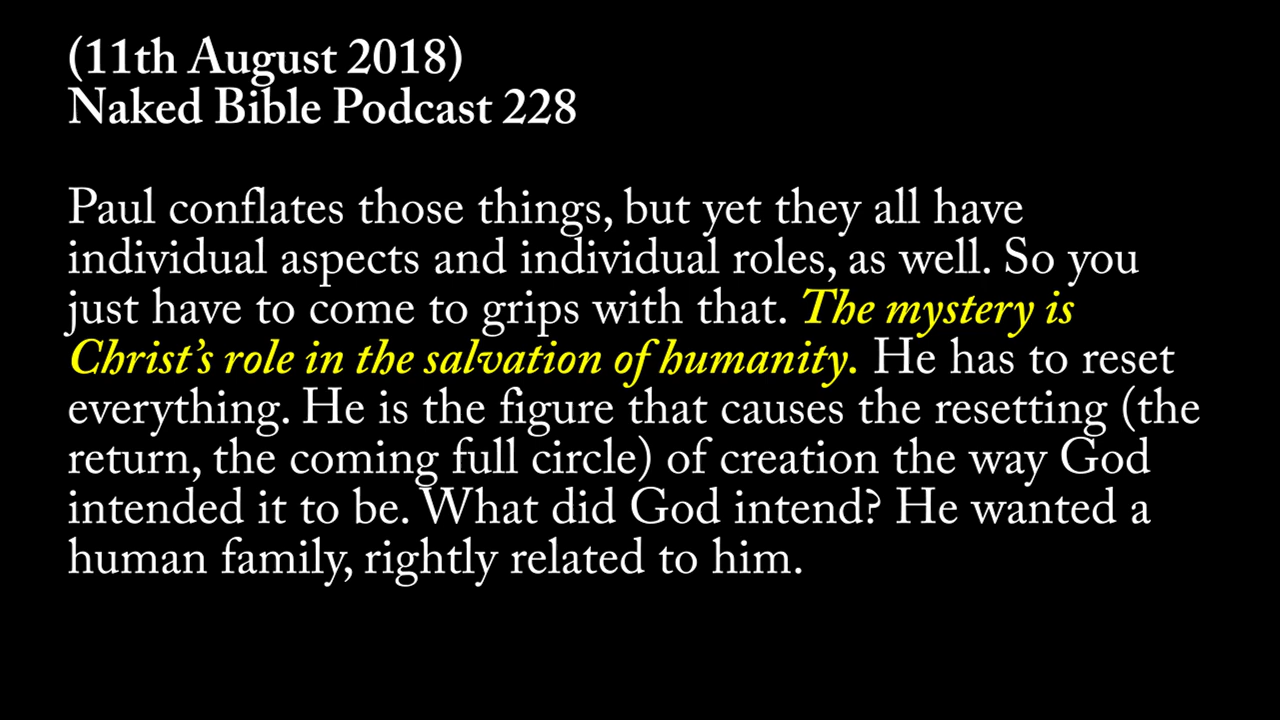 (11th August 2018)
Naked Bible Podcast 228
Paul conflates those things, but yet they all have
individual aspects and individual roles, as well. So you
just have to come to grips with that. The mystery is
Christ’s role in the salvation of humanity. He has to reset
everything. He is the figure that causes the resetting (the
return, the coming full circle) of creation the way God
intended it to be. What did God intend? He wanted a
human family, rightly related to him.